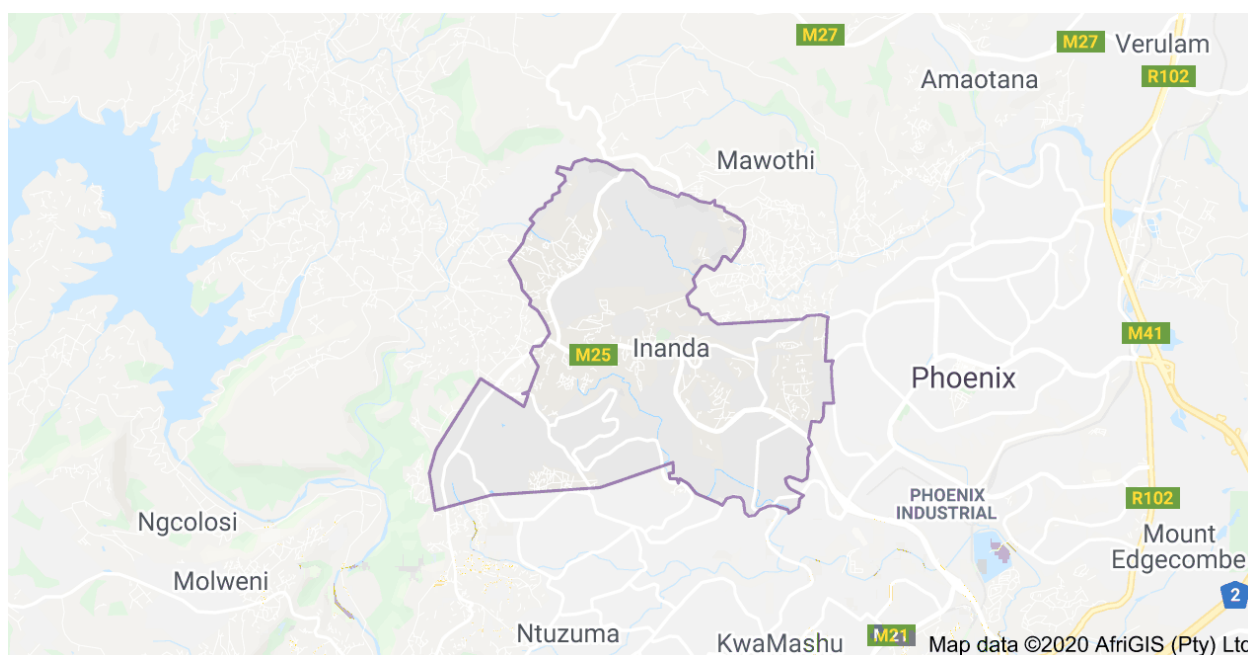 M27
M27
Verulam
R102
Amaotana
Mawothi
M41
Inanda
M25
Phoenix
PHOENIX
INDUSTRIAL
R102
Ngcolosi
Mount
Edgecombe
Molweni
2
Ntuzuma
KwaMashu
M21
Map data ©2020 AfriGIS (Pty) Ltd